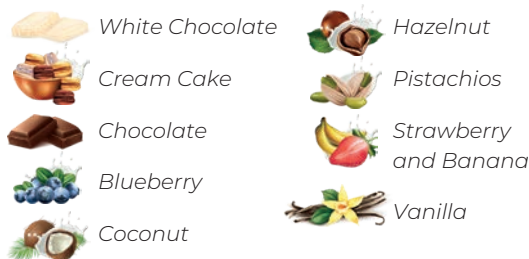 White Chocolate
Cream Cake
Chocolate
Blueberry
Coconut
Hazelnut
Pistachios
Strawberry
and Banana
Vanilla